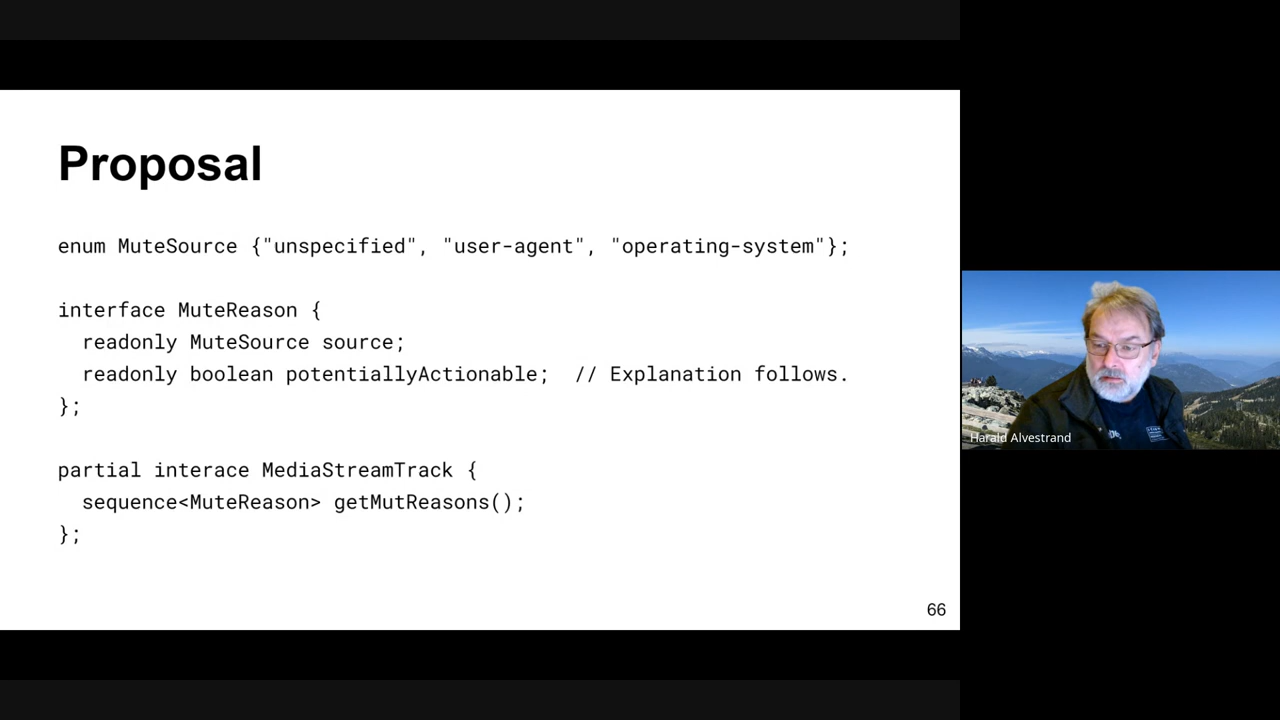 Proposal
enum MuteSource {"unspecified", "user-agent", "operating-system"};
interface MuteReason {
readonly MuteSource source;
readonly boolean potentiallyActionable; // Explanation follows.
};
partial interace MediaStreamTrack {
sequence<MuteReason> getMutReasons();
};
66
Harald Alvestrand